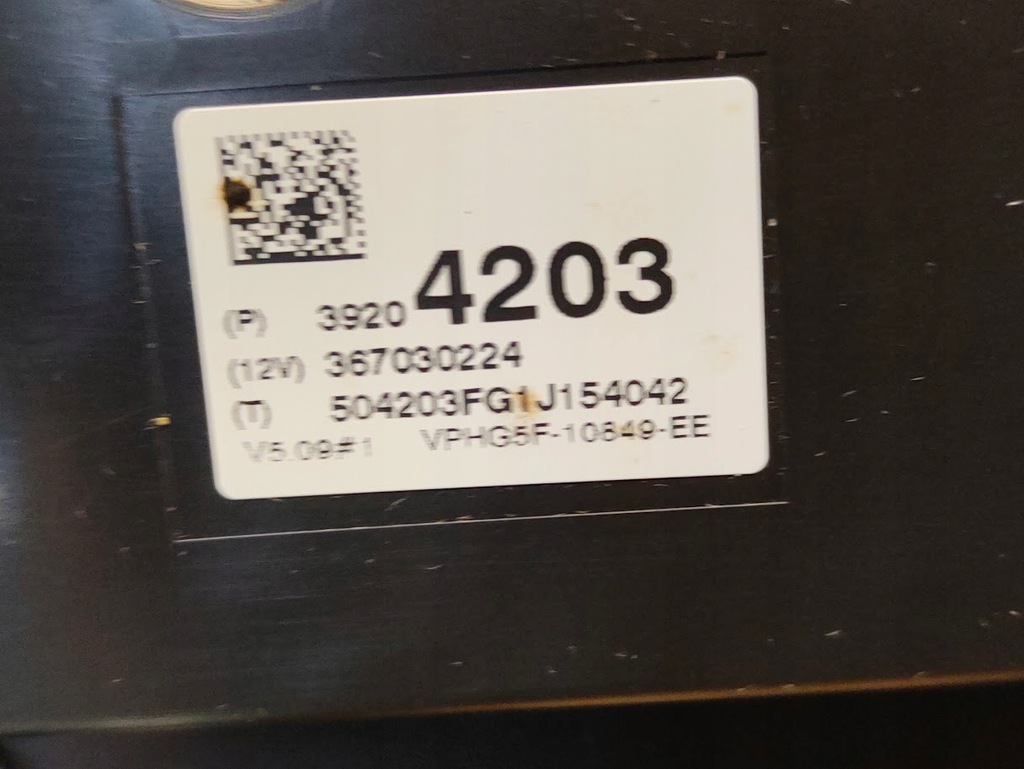 (P) 3920 4203
(12V) 367030224
(T) 504203FG1J154042
V5.09#1 VPHG5F-10849-EE